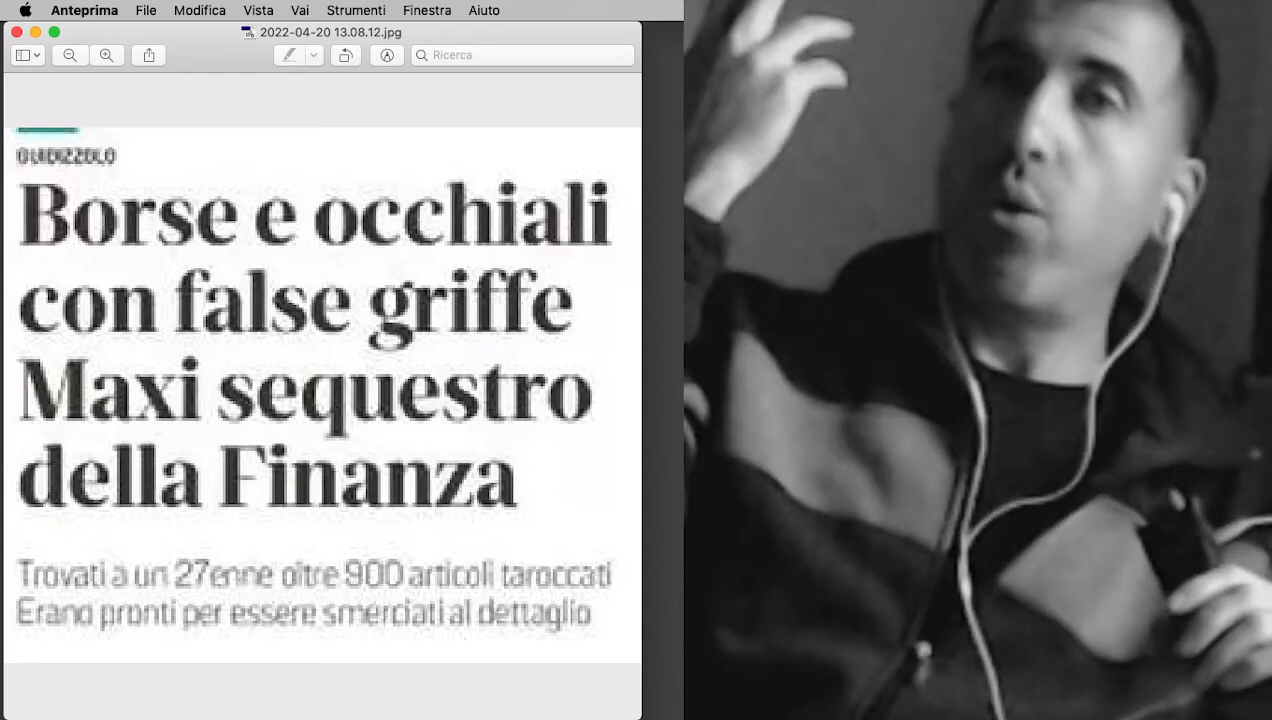 Anteprima File Modifica Vista Vai Strumenti Finestra Aiuto
2022-04-20 13.08.12.jpg
Ricerca
GUIDIZZOLO
Borse e occhiali
con false griffe
Maxi sequestro
della Finanza
Trovati a un 27enne oltre 900 articoli taroccati
Erano pronti per essere smerciati al dettaglio